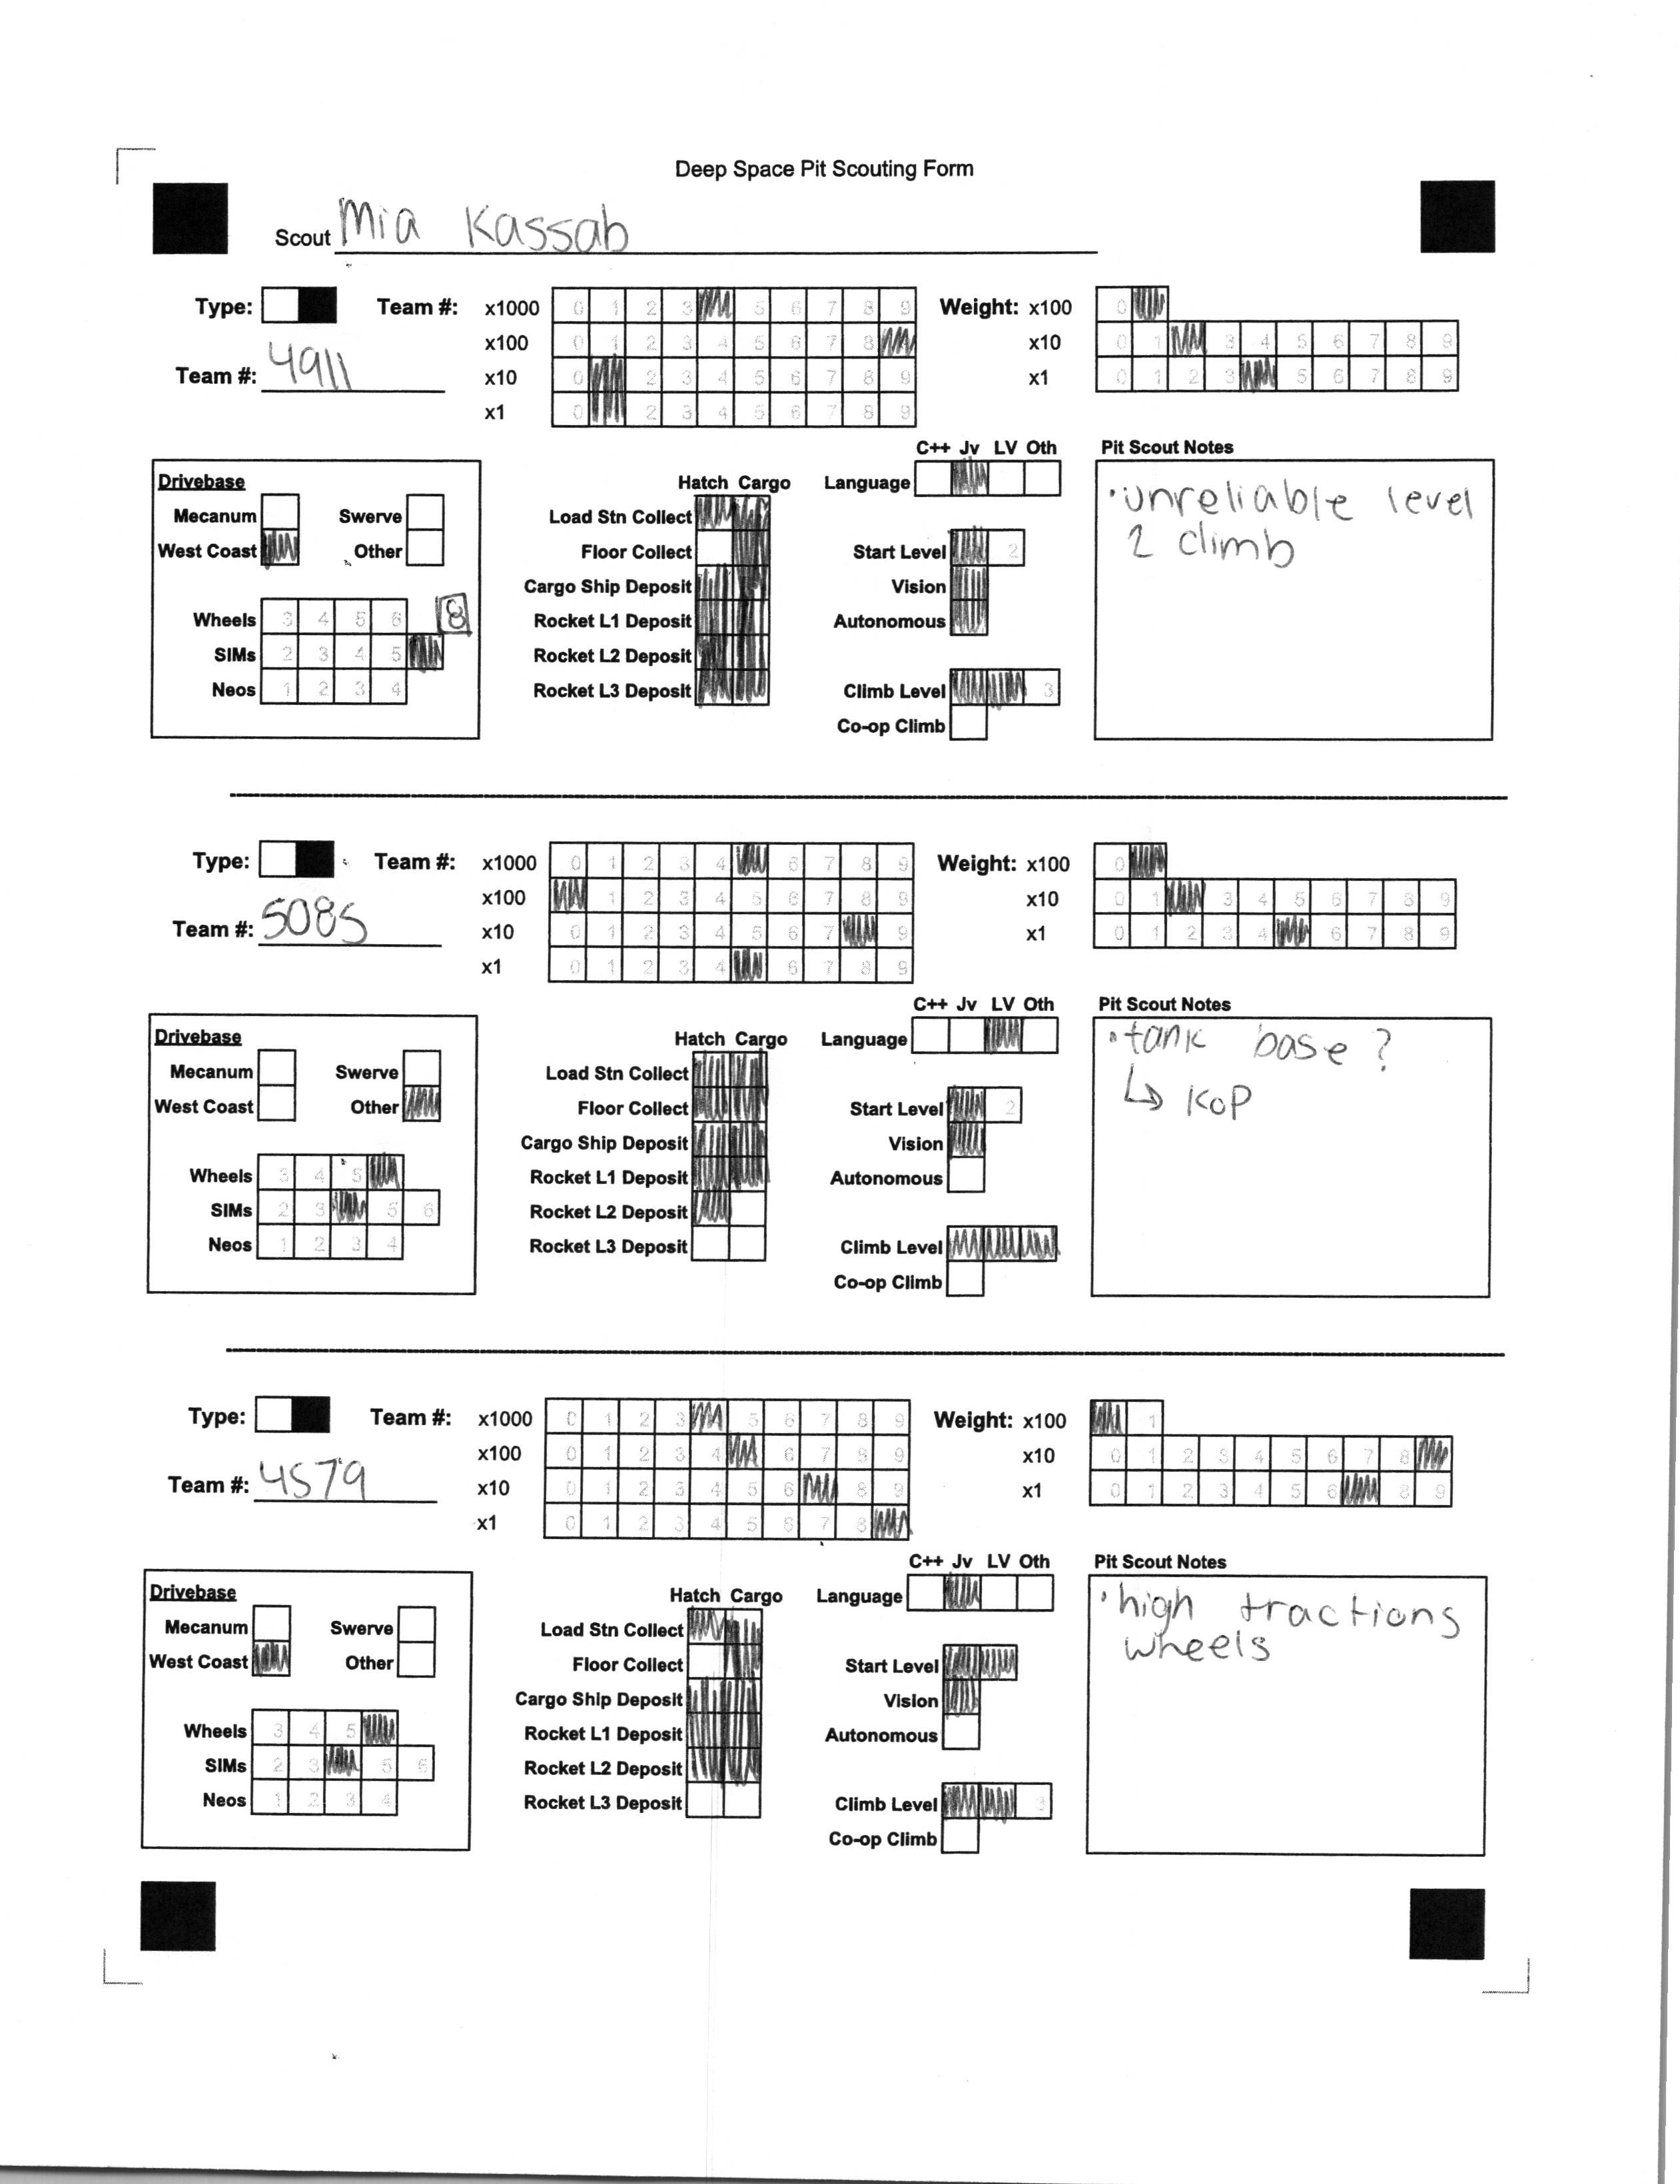 Deep Space Pit Scouting Form
Scout Mia Kassab
Type: Team #: x1000 0 1 2 3 5 6 7 8 9 Weight: x100 0
x100 0 1 2 3 4 5 6 7 8 x10 0 1 3 4 5 6 7 8 9
Team #: 4911 x10 0 2 3 4 5 6 7 8 9 x1 0 1 2 3 5 6 7 8 9
x1 0 2 3 4 5 6 7 8 9
C++ Jv LV Oth Pit Scout Notes
Drivebase Hatch Cargo Language
Mecanum Swerve Load Stn Collect
West Coast Other Floor Collect Start Level 2
Cargo Ship Deposit Vision
Wheels 3 4 5 6 8 Rocket L1 Deposit Autonomous
SIMs 2 3 4 5 Rocket L2 Deposit
Neos 1 2 3 4 Rocket L3 Deposit Climb Level 3
Co-op Climb
•unreliable level
2 climb
Type: Team #: x1000 0 1 2 3 4 6 7 8 9 Weight: x100 0
x100 1 2 3 4 5 6 7 8 9 x10 0 1 3 4 5 6 7 8 9
Team #: 5085 x10 0 1 2 3 4 5 6 7 9 x1 0 1 2 3 4 6 7 8 9
x1 0 1 2 3 4 6 7 8 9
C++ Jv LV Oth Pit Scout Notes
Drivebase Hatch Cargo Language
Mecanum Swerve Load Stn Collect
West Coast Other Floor Collect Start Level 2
Cargo Ship Deposit Vision
Wheels 3 4 5 Rocket L1 Deposit Autonomous
SIMs 2 3 5 6 Rocket L2 Deposit
Neos 1 2 3 4 Rocket L3 Deposit Climb Level
Co-op Climb
•tank base ?
↳ KOP
Type: Team #: x1000 0 1 2 3 5 6 7 8 9 Weight: x100 1
x100 0 1 2 3 4 6 7 8 9 x10 0 1 2 3 4 5 6 7 8
Team #: 4579 x10 0 1 2 3 4 5 6 8 9 x1 0 1 2 3 4 5 6 8 9
x1 0 1 2 3 4 5 6 7 8
C++ Jv LV Oth Pit Scout Notes
Drivebase Hatch Cargo Language
Mecanum Swerve Load Stn Collect
West Coast Other Floor Collect Start Level
Cargo Ship Deposit Vision
Wheels 3 4 5 Rocket L1 Deposit Autonomous
SIMs 2 3 5 6 Rocket L2 Deposit
Neos 1 2 3 4 Rocket L3 Deposit Climb Level 3
Co-op Climb
•high tractions
wheels